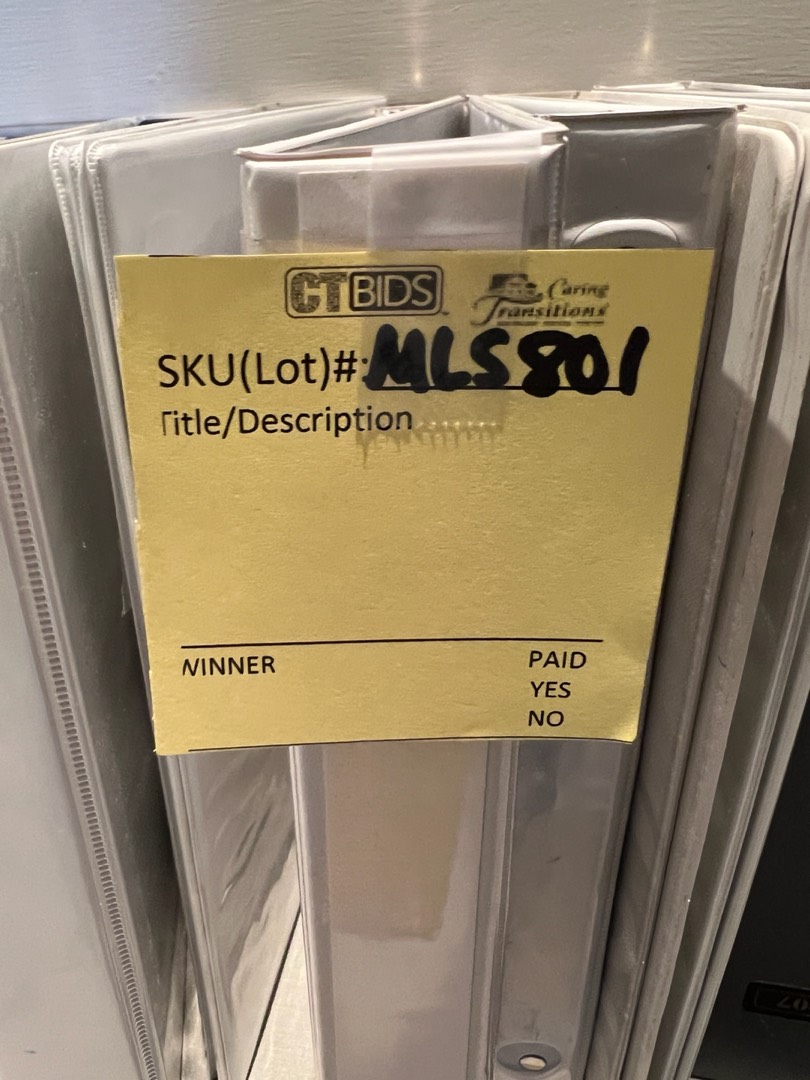 CTBIDS
Caring
Transitions
SKU(Lot)#: MLS801
Title/Description
WINNER
PAID
YES
NO